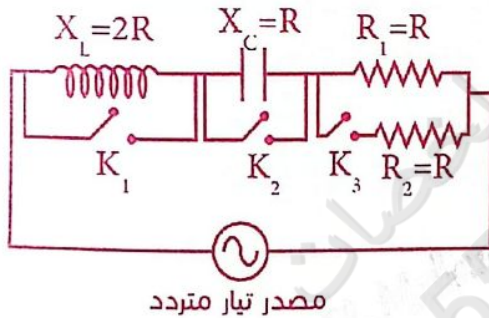 X_L=2R X_C=R R_1=R
K_1 K_2 K_3 R_2=R
مصدر تيار متردد